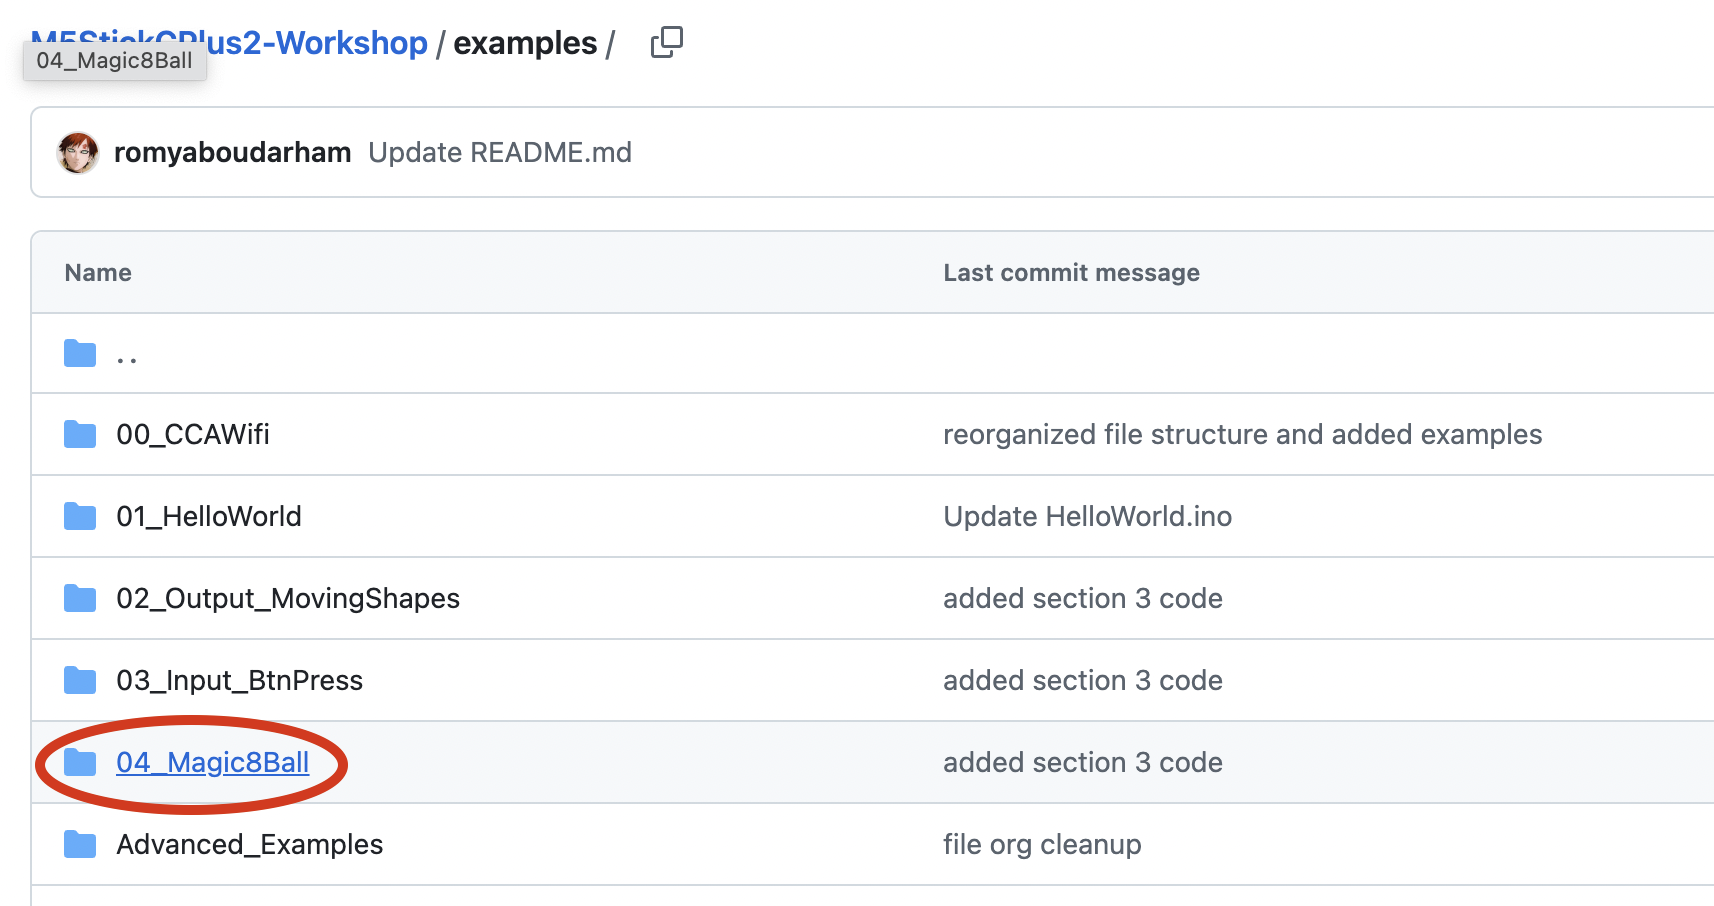 M5StickCPlus2-Workshop / examples /
04_Magic8Ball
romyaboudarham Update README.md
Name Last commit message
..
00_CCAWifi reorganized file structure and added examples
01_HelloWorld Update HelloWorld.ino
02_Output_MovingShapes added section 3 code
03_Input_BtnPress added section 3 code
04_Magic8Ball added section 3 code
Advanced_Examples file org cleanup